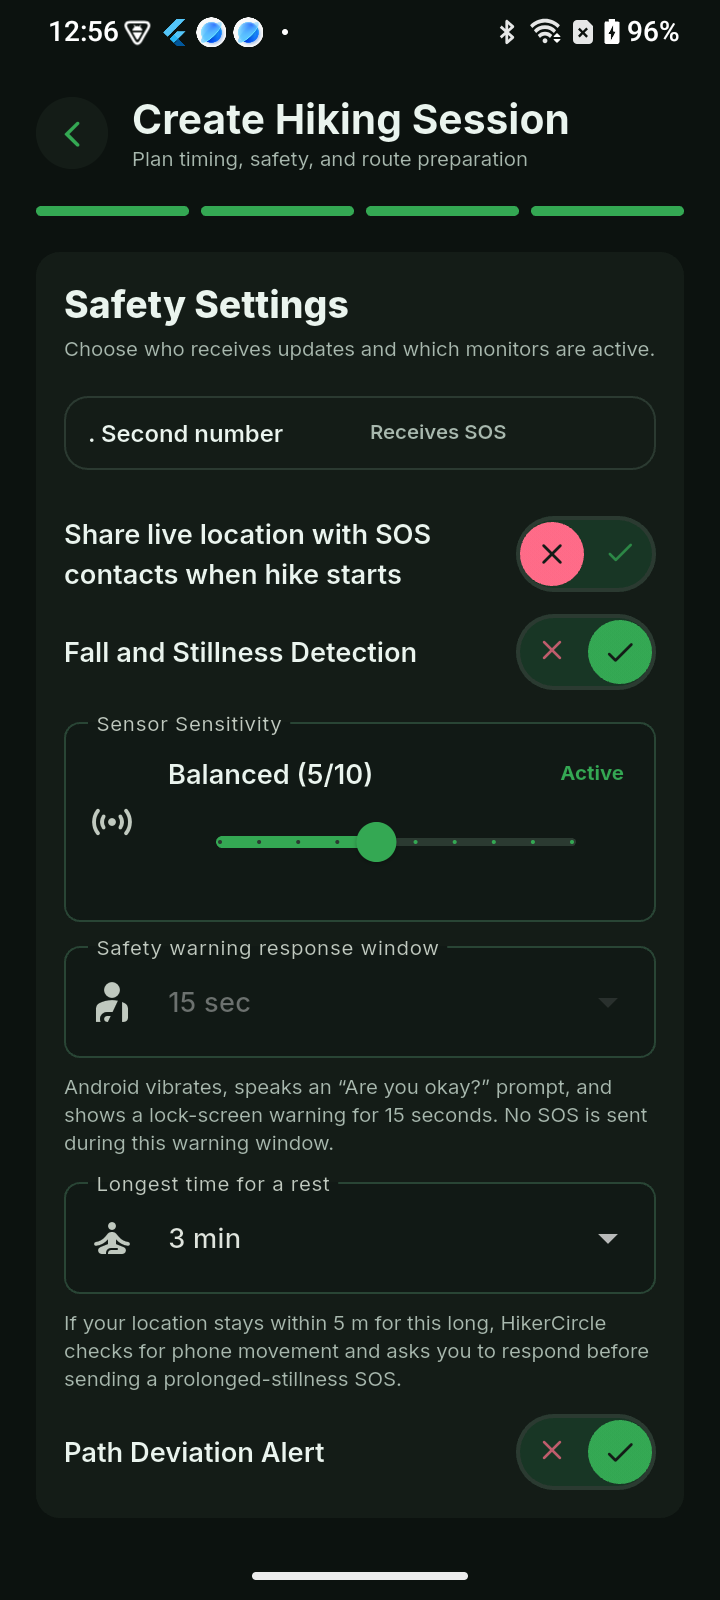 12:56
96%
Create Hiking Session
Plan timing, safety, and route preparation
Safety Settings
Choose who receives updates and which monitors are active.
. Second number
Receives SOS
Share live location with SOS
contacts when hike starts
Fall and Stillness Detection
Sensor Sensitivity
Balanced (5/10)
Active
Safety warning response window
15 sec
Android vibrates, speaks an “Are you okay?” prompt, and
shows a lock-screen warning for 15 seconds. No SOS is sent
during this warning window.
Longest time for a rest
3 min
If your location stays within 5 m for this long, HikerCircle
checks for phone movement and asks you to respond before
sending a prolonged-stillness SOS.
Path Deviation Alert